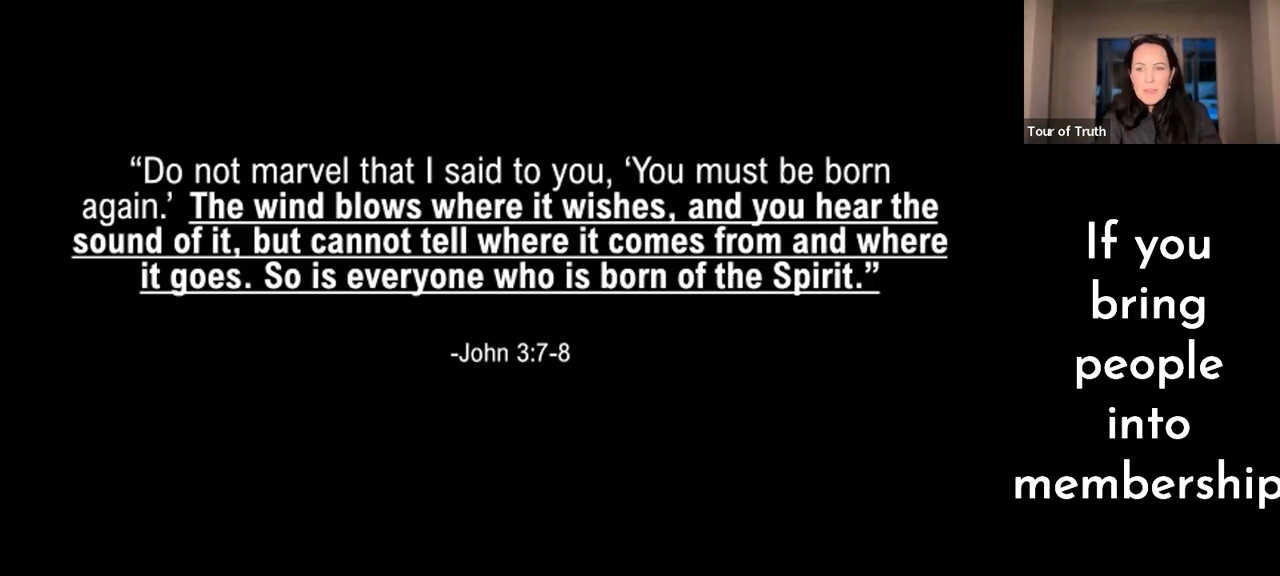 “Do not marvel that I said to you, ‘You must be born
again.’ The wind blows where it wishes, and you hear the
sound of it, but cannot tell where it comes from and where
it goes. So is everyone who is born of the Spirit.”
-John 3:7-8
Tour of Truth
If you
bring
people
into
membership